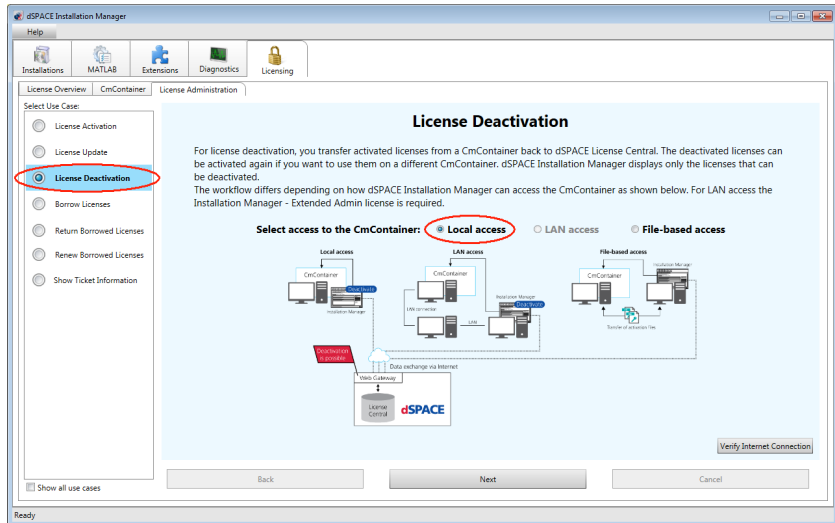 dSPACE Installation Manager
Help
Installations
MATLAB
Extensions
Diagnostics
Licensing
License Overview
CmContainer
License Administration
Select Use Case:
License Activation
License Update
License Deactivation
Borrow Licenses
Return Borrowed Licenses
Renew Borrowed Licenses
Show Ticket Information
License Deactivation
For license deactivation, you transfer activated licenses from a CmContainer back to dSPACE License Central. The deactivated licenses can
be activated again if you want to use them on a different CmContainer. dSPACE Installation Manager displays only the licenses that can
be deactivated.
The workflow differs depending on how dSPACE Installation Manager can access the CmContainer as shown below. For LAN access the
Installation Manager - Extended Admin license is required.
Select access to the CmContainer: Local access LAN access File-based access
Local access
CmContainer
Deactivate
Installation Manager
LAN access
CmContainer
Installation Manager
Deactivate
LAN connection
LAN
File-based access
Installation Manager
CmContainer
Transfer of activation files
Deactivation
is possible
Data exchange via Internet
Web Gateway
License
Central
dSPACE
Verify Internet Connection
Back
Next
Cancel
Show all use cases
Ready